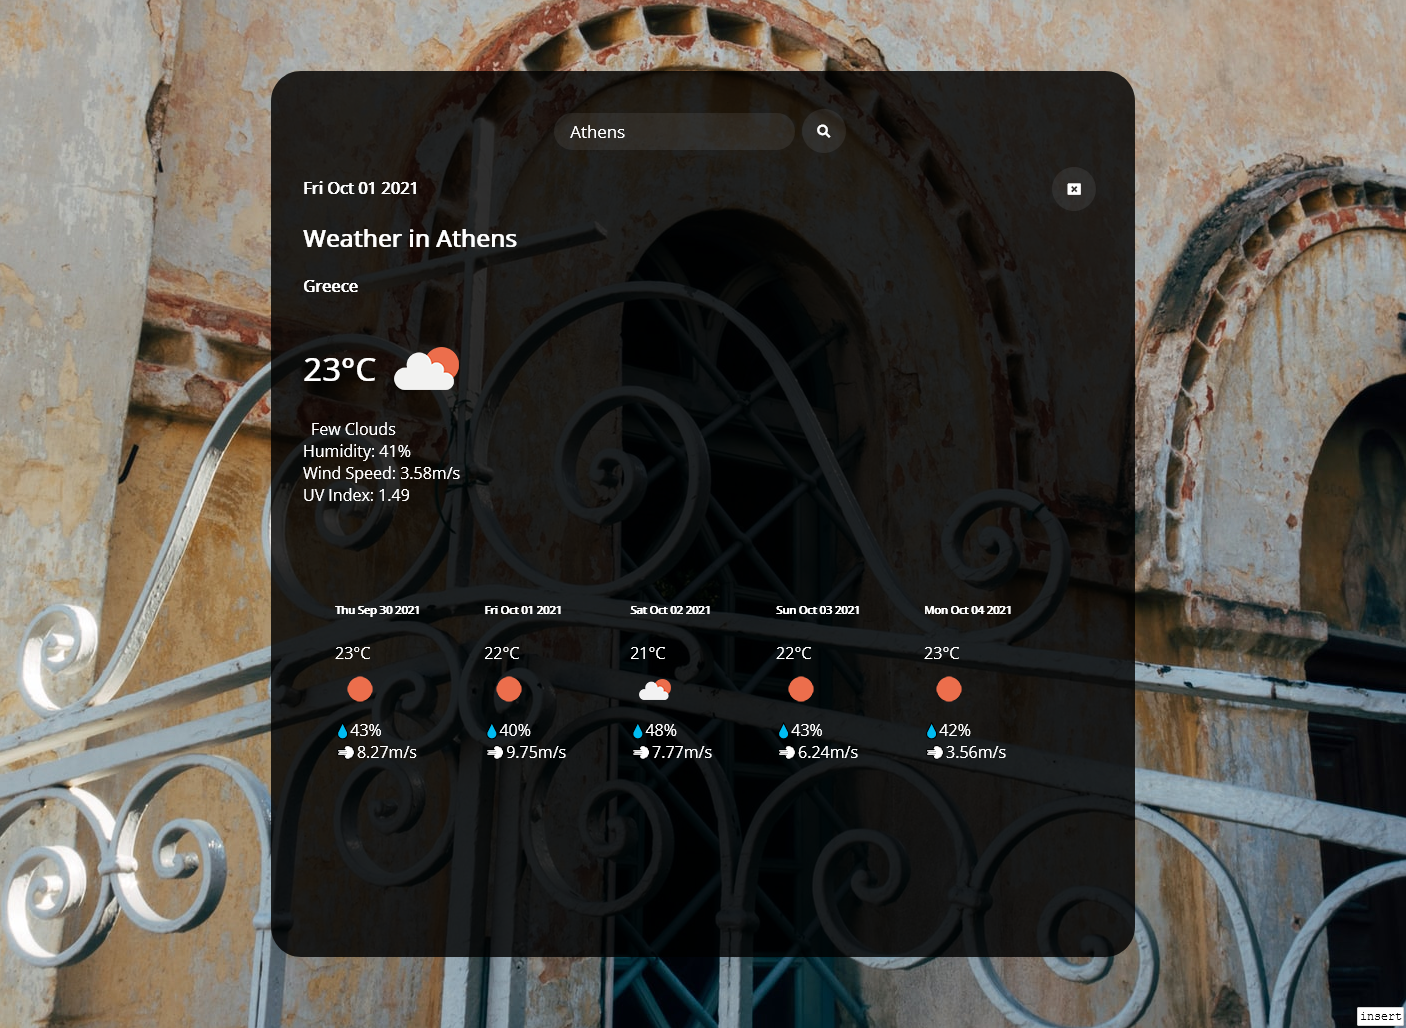 Athens
Fri Oct 01 2021
Weather in Athens
Greece
23°C
Few Clouds
Humidity: 41%
Wind Speed: 3.58m/s
UV Index: 1.49
Thu Sep 30 2021 Fri Oct 01 2021 Sat Oct 02 2021 Sun Oct 03 2021 Mon Oct 04 2021
23°C 22°C 21°C 22°C 23°C
43% 40% 48% 43% 42%
8.27m/s 9.75m/s 7.77m/s 6.24m/s 3.56m/s
insert